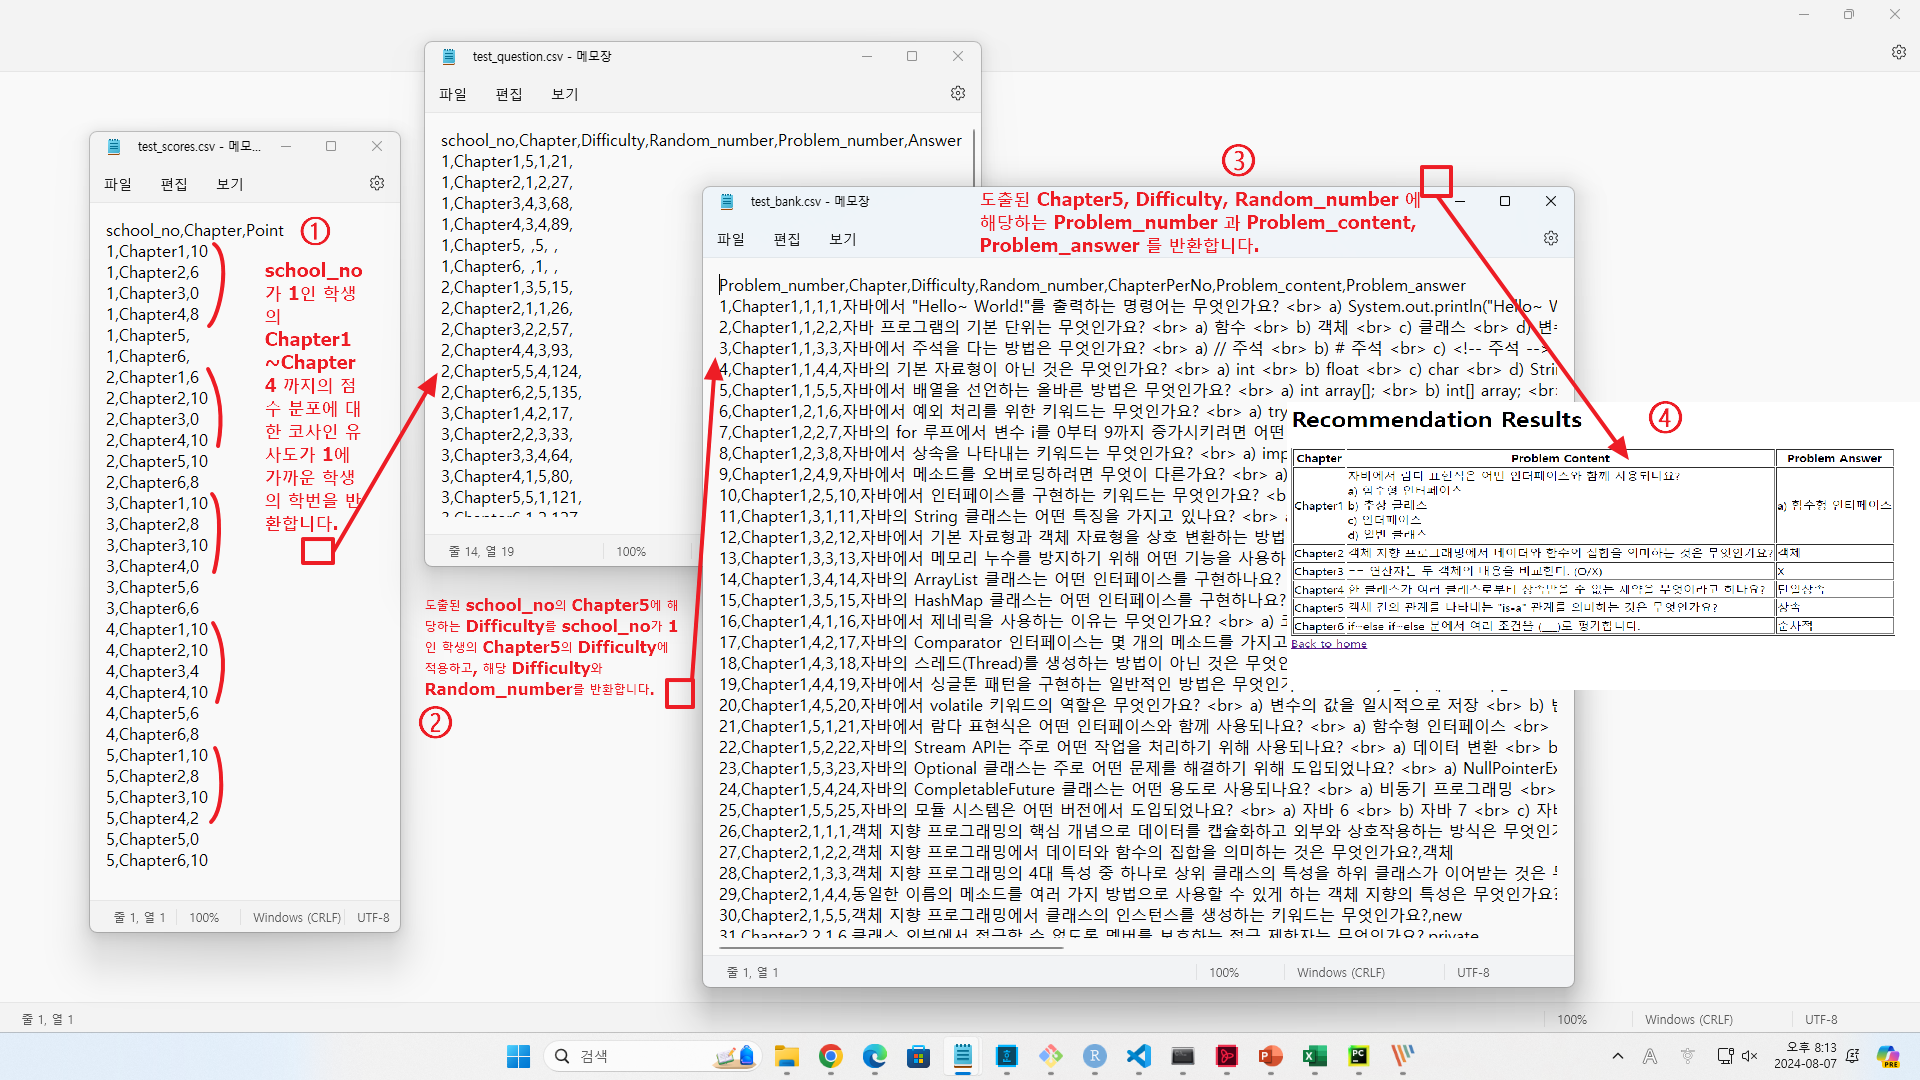 test_question.csv - 메모장
파일 편집 보기
school_no,Chapter,Difficulty,Random_number,Problem_number,Answer
1,Chapter1,5,1,21,
1,Chapter2,1,2,27,
1,Chapter3,4,3,68,
1,Chapter4,3,4,89,
1,Chapter5, ,5, ,
1,Chapter6, ,1, ,
2,Chapter1,3,5,15,
2,Chapter2,1,1,26,
2,Chapter3,2,2,57,
2,Chapter4,4,3,93,
2,Chapter5,5,4,124,
2,Chapter6,2,5,135,
3,Chapter1,4,2,17,
3,Chapter2,2,3,33,
3,Chapter3,3,4,64,
3,Chapter4,1,5,80,
3,Chapter5,5,1,121,
3,Chapter6,1,2,127
줄 14, 열 19 100%
test_scores.csv - 메모...
파일 편집 보기
school_no,Chapter,Point
1,Chapter1,10
1,Chapter2,6
1,Chapter3,0
1,Chapter4,8
1,Chapter5,
1,Chapter6,
2,Chapter1,6
2,Chapter2,10
2,Chapter3,0
2,Chapter4,10
2,Chapter5,10
2,Chapter6,8
3,Chapter1,10
3,Chapter2,8
3,Chapter3,10
3,Chapter4,0
3,Chapter5,6
3,Chapter6,6
4,Chapter1,10
4,Chapter2,10
4,Chapter3,4
4,Chapter4,10
4,Chapter5,6
4,Chapter6,8
5,Chapter1,10
5,Chapter2,8
5,Chapter3,10
5,Chapter4,2
5,Chapter5,0
5,Chapter6,10
줄 1, 열 1 100% Windows (CRLF) UTF-8
①
school_no
가 1인 학생
의
Chapter1
~Chapter
4 까지의 점
수 분포에 대
한 코사인 유
사도가 1에
가까운 학생
의 학번을 반
환합니다.
도출된 school_no의 Chapter5에 해
당하는 Difficulty를 school_no가 1
인 학생의 Chapter5의 Difficulty에
적용하고, 해당 Difficulty와
Random_number를 반환합니다.
②
③
도출된 Chapter5, Difficulty, Random_number 에
해당하는 Problem_number 과 Problem_content,
Problem_answer 를 반환합니다.
test_bank.csv - 메모장
파일 편집 보기
Problem_number,Chapter,Difficulty,Random_number,ChapterPerNo,Problem_content,Problem_answer
1,Chapter1,1,1,1,자바에서 "Hello~ World!"를 출력하는 명령어는 무엇인가요? <br> a) System.out.println("Hello~ W
2,Chapter1,1,2,2,자바 프로그램의 기본 단위는 무엇인가요? <br> a) 함수 <br> b) 객체 <br> c) 클래스 <br> d) 변
3,Chapter1,1,3,3,자바에서 주석을 다는 방법은 무엇인가요? <br> a) // 주석 <br> b) # 주석 <br> c) <!-- 주석 -->
4,Chapter1,1,4,4,자바의 기본 자료형이 아닌 것은 무엇인가요? <br> a) int <br> b) float <br> c) char <br> d) Strin
5,Chapter1,1,5,5,자바에서 배열을 선언하는 올바른 방법은 무엇인가요? <br> a) int array[]; <br> b) int[] array; <br>
6,Chapter1,2,1,6,자바에서 예외 처리를 위한 키워드는 무엇인가요? <br> a) try
7,Chapter1,2,2,7,자바의 for 루프에서 변수 i를 0부터 9까지 증가시키려면 어떤
8,Chapter1,2,3,8,자바에서 상속을 나타내는 키워드는 무엇인가요? <br> a) imp
9,Chapter1,2,4,9,자바에서 메소드를 오버로딩하려면 무엇이 다른가요? <br> a)
10,Chapter1,2,5,10,자바에서 인터페이스를 구현하는 키워드는 무엇인가요? <b
11,Chapter1,3,1,11,자바의 String 클래스는 어떤 특징을 가지고 있나요? <br> a
12,Chapter1,3,2,12,자바에서 기본 자료형과 객체 자료형을 상호 변환하는 방법
13,Chapter1,3,3,13,자바에서 메모리 누수를 방지하기 위해 어떤 기능을 사용하
14,Chapter1,3,4,14,자바의 ArrayList 클래스는 어떤 인터페이스를 구현하나요?
15,Chapter1,3,5,15,자바의 HashMap 클래스는 어떤 인터페이스를 구현하나요?
16,Chapter1,4,1,16,자바에서 제네릭을 사용하는 이유는 무엇인가요? <br> a) 코
17,Chapter1,4,2,17,자바의 Comparator 인터페이스는 몇 개의 메소드를 가지고
18,Chapter1,4,3,18,자바의 스레드(Thread)를 생성하는 방법이 아닌 것은 무엇인
19,Chapter1,4,4,19,자바에서 싱글톤 패턴을 구현하는 일반적인 방법은 무엇인가
20,Chapter1,4,5,20,자바에서 volatile 키워드의 역할은 무엇인가요? <br> a) 변수의 값을 일시적으로 저장 <br> b)
21,Chapter1,5,1,21,자바에서 람다 표현식은 어떤 인터페이스와 함께 사용되나요? <br> a) 함수형 인터페이스 <br>
22,Chapter1,5,2,22,자바의 Stream API는 주로 어떤 작업을 처리하기 위해 사용되나요? <br> a) 데이터 변환 <br> b
23,Chapter1,5,3,23,자바의 Optional 클래스는 주로 어떤 문제를 해결하기 위해 도입되었나요? <br> a) NullPointerEx
24,Chapter1,5,4,24,자바의 CompletableFuture 클래스는 어떤 용도로 사용되나요? <br> a) 비동기 프로그래밍 <br>
25,Chapter1,5,5,25,자바의 모듈 시스템은 어떤 버전에서 도입되었나요? <br> a) 자바 6 <br> b) 자바 7 <br> c) 자바
26,Chapter2,1,1,1,객체 지향 프로그래밍의 핵심 개념으로 데이터를 캡슐화하고 외부와 상호작용하는 방식은 무엇인가
27,Chapter2,1,2,2,객체 지향 프로그래밍에서 데이터와 함수의 집합을 의미하는 것은 무엇인가요?,객체
28,Chapter2,1,3,3,객체 지향 프로그래밍의 4대 특성 중 하나로 상위 클래스의 특성을 하위 클래스가 이어받는 것은 무
29,Chapter2,1,4,4,동일한 이름의 메소드를 여러 가지 방법으로 사용할 수 있게 하는 객체 지향의 특성은 무엇인가요?
30,Chapter2,1,5,5,객체 지향 프로그래밍에서 클래스의 인스턴스를 생성하는 키워드는 무엇인가요?,new
31,Chapter2,2,1,6,클래스 외부에서 접근할 수 없도록 멤버를 보호하는 접근 제한자는 무엇인가요?,private
줄 1, 열 1 100% Windows (CRLF) UTF-8
Recommendation Results
④
Chapter Problem Content Problem Answer
자바에서 람다 표현식은 어떤 인터페이스와 함께 사용되나요?
a) 함수형 인터페이스
Chapter1 b) 추상 클래스 a) 함수형 인터페이스
c) 인터페이스
d) 일반 클래스
Chapter2 객체 지향 프로그래밍에서 데이터와 함수의 집합을 의미하는 것은 무엇인가요? 객체
Chapter3 == 연산자는 두 객체의 내용을 비교한다. (O/X) X
Chapter4 한 클래스가 여러 클래스로부터 상속받을 수 없는 제약을 무엇이라고 하나요? 단일상속
Chapter5 객체 간의 관계를 나타내는 "is-a" 관계를 의미하는 것은 무엇인가요? 상속
Chapter6 if-else if-else 문에서 여러 조건을 (___)로 평가합니다. 순차적
Back to home
줄 1, 열 1 100% Windows (CRLF) UTF-8
검색
오후 8:13
2024-08-07